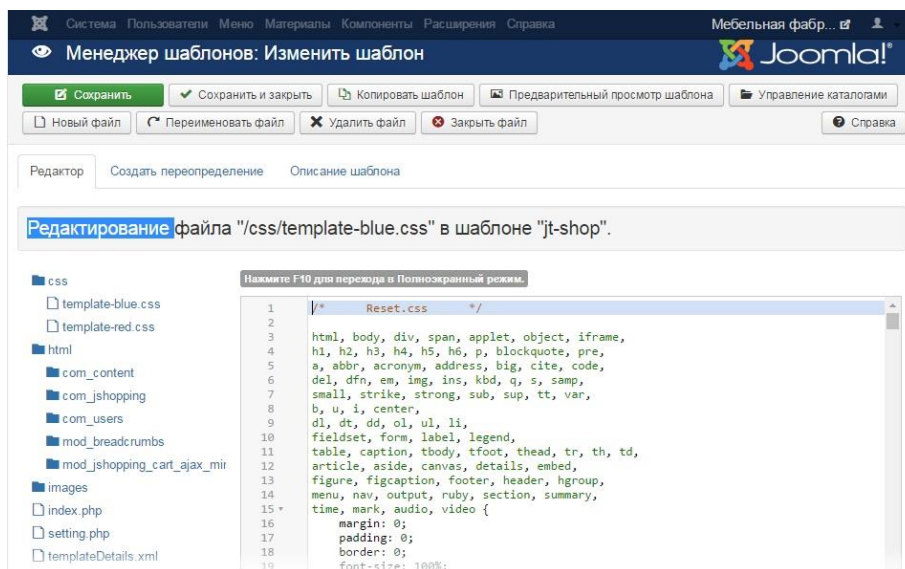 Система Пользователи Меню Материалы Компоненты Расширения Справка Мебельная фабр...
Менеджер шаблонов: Изменить шаблон Joomla!®
Сохранить Сохранить и закрыть Копировать шаблон Предварительный просмотр шаблона Управление каталогами
Новый файл Переименовать файл Удалить файл Закрыть файл Справка
Редактор Создать переопределение Описание шаблона
Редактирование файла "/css/template-blue.css" в шаблоне "jt-shop".
Нажмите F10 для перехода в Полноэкранный режим.
css
template-blue.css
template-red.css
html
com_content
com_jshopping
com_users
mod_breadcrumbs
mod_jshopping_cart_ajax_mir
images
index.php
setting.php
templateDetails.xml
1 /* Reset.css */
2
3 html, body, div, span, applet, object, iframe,
4 h1, h2, h3, h4, h5, h6, p, blockquote, pre,
5 a, abbr, acronym, address, big, cite, code,
6 del, dfn, em, img, ins, kbd, q, s, samp,
7 small, strike, strong, sub, sup, tt, var,
8 b, u, i, center,
9 dl, dt, dd, ol, ul, li,
10 fieldset, form, label, legend,
11 table, caption, tbody, tfoot, thead, tr, th, td,
12 article, aside, canvas, details, embed,
13 figure, figcaption, footer, header, hgroup,
14 menu, nav, output, ruby, section, summary,
15 time, mark, audio, video {
16 margin: 0;
17 padding: 0;
18 border: 0;
19 font-size: 100%;